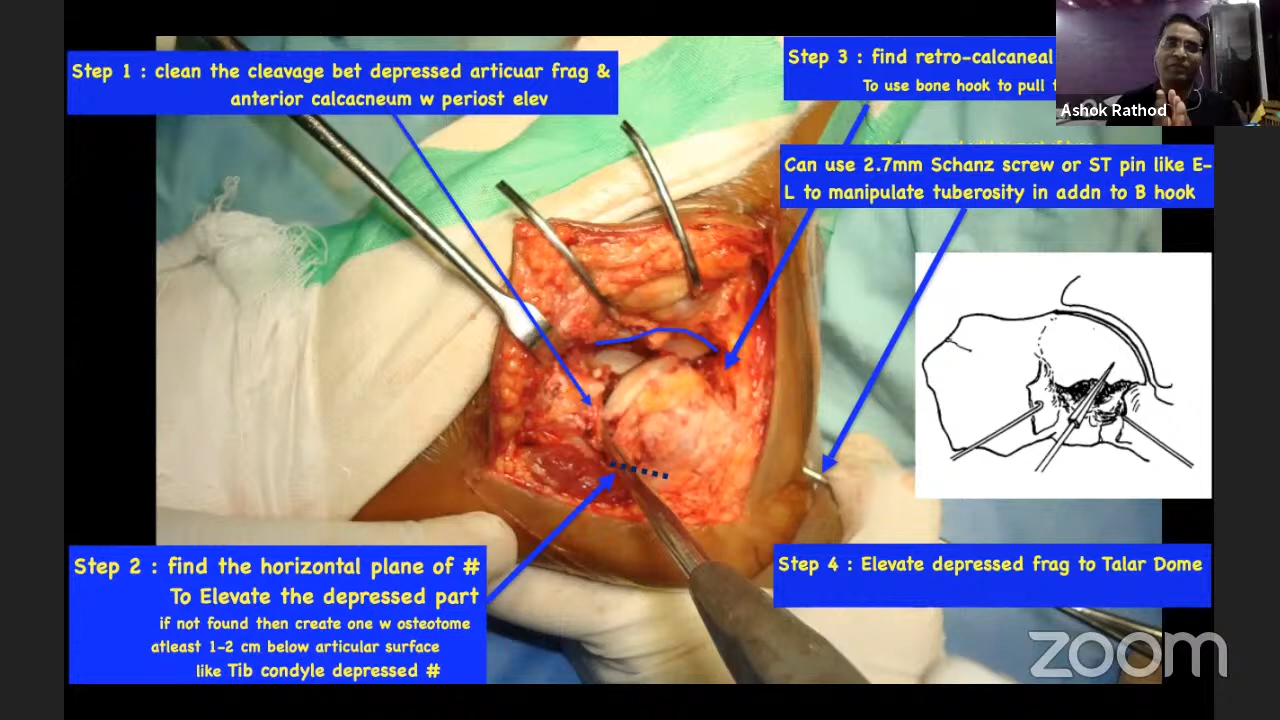 Step 1 : clean the cleavage bet depressed articuar frag &
anterior calcacneum w periost elev
Step 3 : find retro-calcaneal
To use bone hook to pull
Ashok Rathod
Can use 2.7mm Schanz screw or ST pin like E-
L to manipulate tuberosity in addn to B hook
Step 2 : find the horizontal plane of #
To Elevate the depressed part
if not found then create one w osteotome
atleast 1-2 cm below articular surface
like Tib condyle depressed #
Step 4 : Elevate depressed frag to Talar Dome
zoom